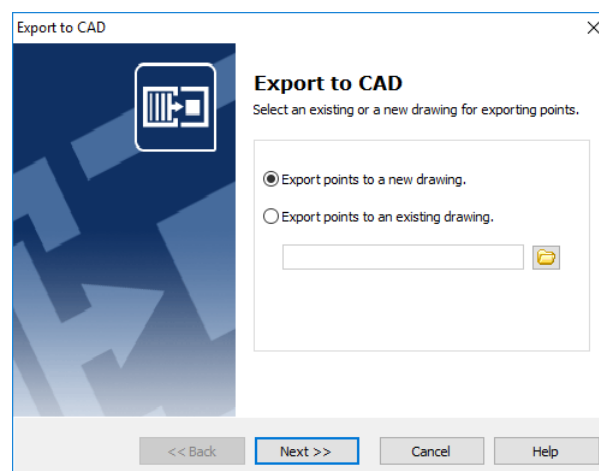 Export to CAD
Export to CAD
Select an existing or a new drawing for exporting points.
Export points to a new drawing.
Export points to an existing drawing.
<< Back Next >> Cancel Help